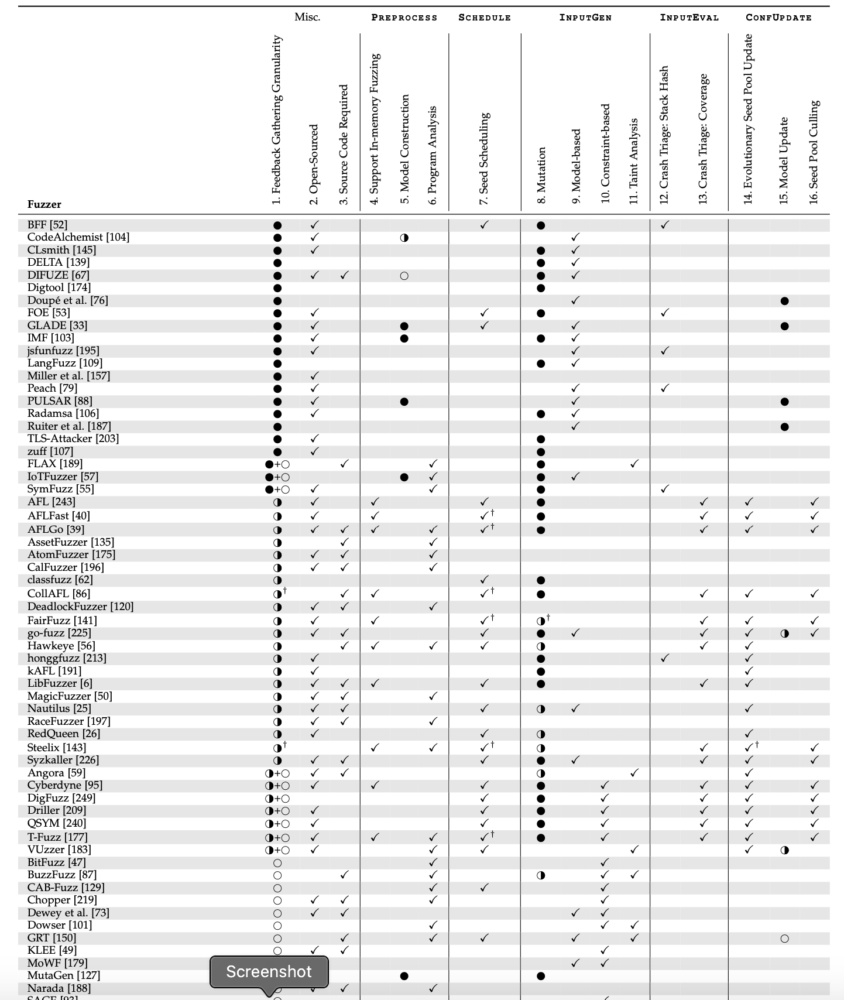 Misc. PREPROCESS SCHEDULE INPUTGEN INPUTEVAL CONFUPDATE
Fuzzer 1. Feedback Gathering Granularity 2. Open-Sourced 3. Source Code Required 4. Support In-memory Fuzzing 5. Model Construction 6. Program Analysis 7. Seed Scheduling 8. Mutation 9. Model-based 10. Constraint-based 11. Taint Analysis 12. Crash Triage: Stack Hash 13. Crash Triage: Coverage 14. Evolutionary Seed Pool Update 15. Model Update 16. Seed Pool Culling
BFF [52] ● ✓ ✓ ● ✓
CodeAlchemist [104] ● ✓ ◑ ✓
CLsmith [145] ● ✓ ● ✓
DELTA [139] ● ● ✓
DIFUZE [67] ● ✓ ✓ ○ ● ✓
Digtool [174] ● ●
Doupé et al. [76] ● ✓ ●
FOE [53] ● ✓ ✓ ● ✓
GLADE [33] ● ✓ ● ✓ ✓ ●
IMF [103] ● ✓ ● ● ✓
jsfunfuzz [195] ● ✓ ✓ ✓
LangFuzz [109] ● ● ✓
Miller et al. [157] ● ✓
Peach [79] ● ✓ ✓ ✓
PULSAR [88] ● ✓ ● ✓ ●
Radamsa [106] ● ✓ ● ✓
Ruiter et al. [187] ● ✓ ●
TLS-Attacker [203] ● ✓ ●
zuff [107] ● ✓ ●
FLAX [189] ●+○ ✓ ✓ ● ✓
IoTFuzzer [57] ●+○ ● ✓ ● ✓
SymFuzz [55] ●+○ ✓ ✓ ● ✓
AFL [243] ◑ ✓ ✓ ✓ ● ✓ ✓ ✓
AFLFast [40] ◑ ✓ ✓ ✓† ● ✓ ✓ ✓
AFLGo [39] ◑ ✓ ✓ ✓ ✓ ✓† ● ✓ ✓ ✓
AssetFuzzer [135] ◑ ✓ ✓
AtomFuzzer [175] ◑ ✓ ✓ ✓
CalFuzzer [196] ◑ ✓ ✓ ✓
classfuzz [62] ◑ ✓ ●
CollAFL [86] ◑† ✓ ✓ ✓† ● ✓ ✓ ✓
DeadlockFuzzer [120] ◑ ✓ ✓ ✓
FairFuzz [141] ◑ ✓ ✓ ✓† ◑† ✓ ✓ ✓
go-fuzz [225] ◑ ✓ ✓ ✓ ● ✓ ✓ ✓ ◑ ✓
Hawkeye [56] ◑ ✓ ✓ ✓ ✓ ◑ ✓ ✓
honggfuzz [213] ◑ ✓ ● ✓ ✓
kAFL [191] ◑ ✓ ● ✓
LibFuzzer [6] ◑ ✓ ✓ ✓ ✓ ● ✓ ✓
MagicFuzzer [50] ◑ ✓ ✓ ✓
Nautilus [25] ◑ ✓ ✓ ✓ ◑ ✓ ✓
RaceFuzzer [197] ◑ ✓ ✓ ✓
RedQueen [26] ◑ ✓ ✓ ◑ ✓
Steelix [143] ◑† ✓ ✓ ✓† ◑ ✓ ✓† ✓
Syzkaller [226] ◑ ✓ ✓ ✓ ● ✓ ✓ ✓ ✓
Angora [59] ◑+○ ✓ ✓ ◑ ✓ ✓
Cyberdyne [95] ◑+○ ✓ ✓ ✓ ● ✓ ✓ ✓ ✓
DigFuzz [249] ◑+○ ✓ ● ✓ ✓ ✓ ✓
Driller [209] ◑+○ ✓ ✓ ● ✓ ✓ ✓ ✓
QSYM [240] ◑+○ ✓ ✓ ● ✓ ✓ ✓ ✓
T-Fuzz [177] ◑+○ ✓ ✓ ✓ ✓† ● ✓ ✓ ✓ ✓
VUzzer [183] ◑+○ ✓ ✓ ✓ ✓ ✓ ◑
BitFuzz [47] ○ ✓ ✓
BuzzFuzz [87] ○ ✓ ✓ ◑ ✓ ✓
CAB-Fuzz [129] ○ ✓ ✓ ✓
Chopper [219] ○ ✓ ✓ ✓ ✓
Dewey et al. [73] ○ ✓ ✓ ✓ ✓
Dowser [101] ○ ✓ ✓ ✓
GRT [150] ○ ✓ ✓ ✓ ✓ ✓ ○
KLEE [49] ○ ✓ ✓ ✓
MoWF [179] ✓ ✓
MutaGen [127] ● ●
Narada [188] ○ ✓ ✓ ✓
Screenshot